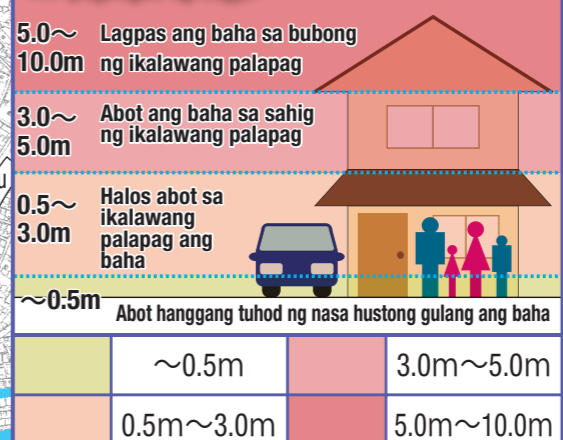 5.0～ Lagpas ang baha sa bubong
10.0m ng ikalawang palapag
3.0～ Abot ang baha sa sahig
5.0m ng ikalawang palapag
0.5～
3.0m
Halos abot sa
ikalawang
palapag ang
baha
～0.5m
Abot hanggang tuhod ng nasa hustong gulang ang baha
～0.5m 3.0m～5.0m
0.5m～3.0m 5.0m～10.0m